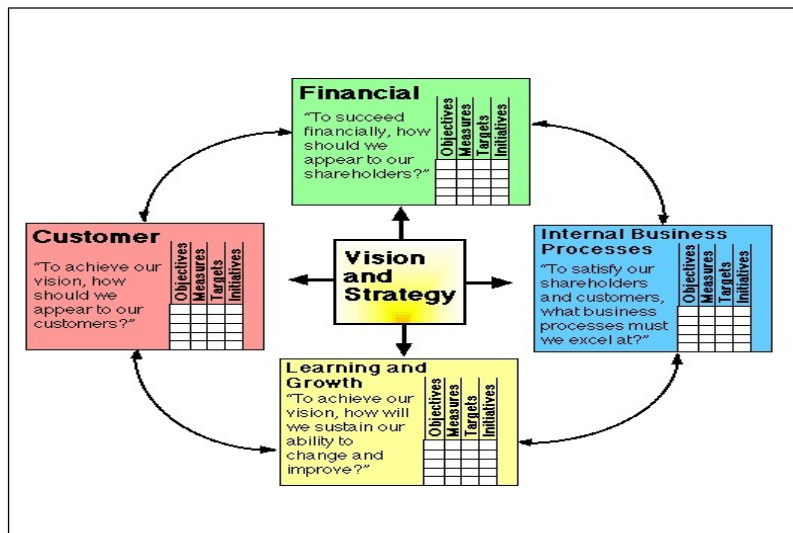 Financial
“To succeed
financially, how
should we
appear to our
shareholders?”
Objectives
Measures
Targets
Initiatives
Customer
“To achieve our
vision, how
should we
appear to our
customers?”
Objectives
Measures
Targets
Initiatives
Vision
and
Strategy
Internal Business
Processes
“To satisfy our
shareholders
and customers,
what business
processes must
we excel at?”
Objectives
Measures
Targets
Initiatives
Learning and
Growth
“To achieve our
vision, how will
we sustain our
ability to
change and
improve?”
Objectives
Measures
Targets
Initiatives